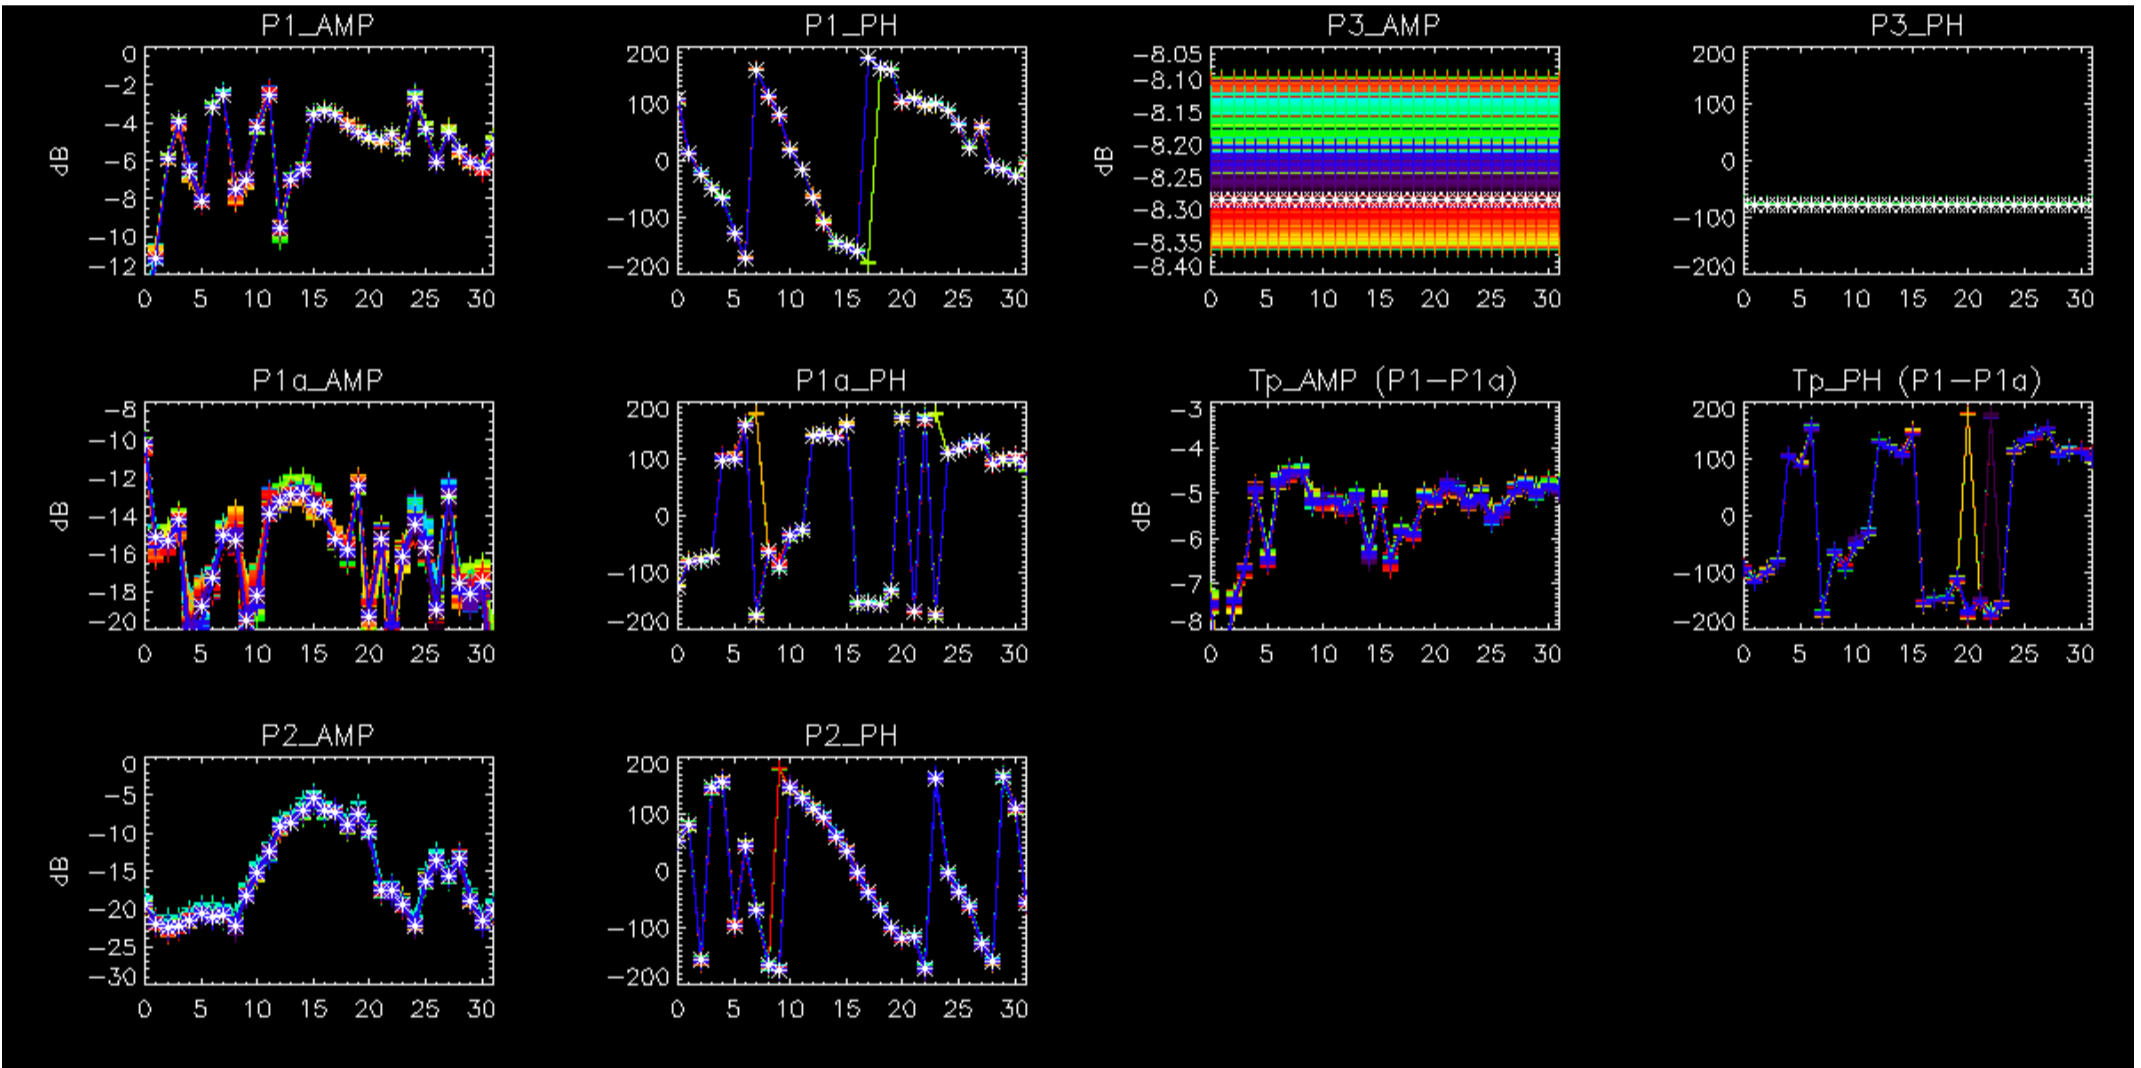 P1_AMP
P1_PH
P3_AMP
P3_PH
dB
0
-2
-4
-6
-8
-10
-12
0 5 10 15 20 25 30
200
100
0
-100
-200
0 5 10 15 20 25 30
dB
-8.05
-8.10
-8.15
-8.20
-8.25
-8.30
-8.35
-8.40
0 5 10 15 20 25 30
200
100
0
-100
-200
0 5 10 15 20 25 30
P1a_AMP
P1a_PH
Tp_AMP (P1-P1a)
Tp_PH (P1-P1a)
dB
-8
-10
-12
-14
-16
-18
-20
0 5 10 15 20 25 30
200
100
0
-100
-200
0 5 10 15 20 25 30
dB
-3
-4
-5
-6
-7
-8
0 5 10 15 20 25 30
200
100
0
-100
-200
0 5 10 15 20 25 30
P2_AMP
P2_PH
dB
0
-5
-10
-15
-20
-25
-30
0 5 10 15 20 25 30
200
100
0
-100
-200
0 5 10 15 20 25 30